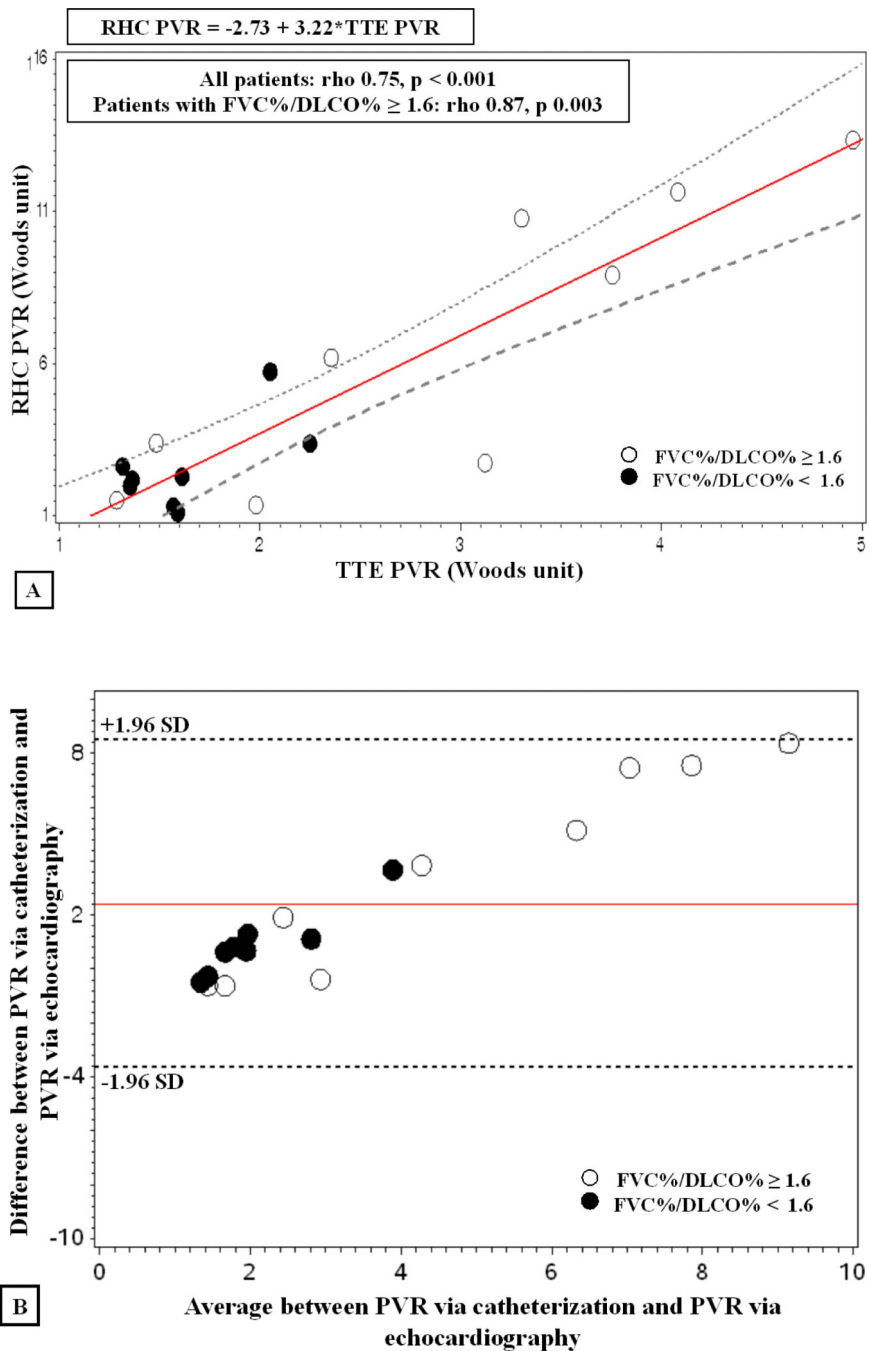 RHC PVR = -2.73 + 3.22*TTE PVR
All patients: rho 0.75, p < 0.001
Patients with FVC%/DLCO% ≥ 1.6: rho 0.87, p 0.003
16
11
6
1
RHC PVR (Woods unit)
FVC%/DLCO% ≥ 1.6
FVC%/DLCO% < 1.6
1
2
3
4
5
TTE PVR (Woods unit)
A
Difference between PVR via catheterization and
PVR via echocardiography
+1.96 SD
8
2
-4
-1.96 SD
-10
FVC%/DLCO% ≥ 1.6
FVC%/DLCO% < 1.6
0
2
4
6
8
10
B
Average between PVR via catheterization and PVR via
echocardiography